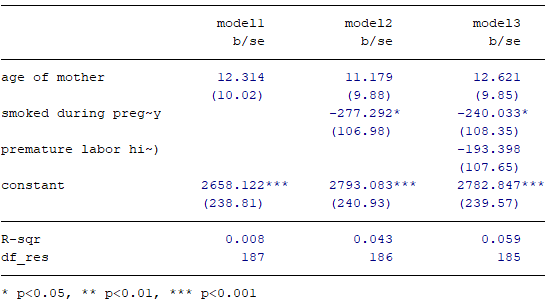 model1 model2 model3
b/se b/se b/se
age of mother 12.314 11.179 12.621
(10.02) (9.88) (9.85)
smoked during preg~y -277.292* -240.033*
(106.98) (108.35)
premature labor hi~) -193.398
(107.65)
constant 2658.122*** 2793.083*** 2782.847***
(238.81) (240.93) (239.57)
R-sqr 0.008 0.043 0.059
df_res 187 186 185
* p<0.05, ** p<0.01, *** p<0.001